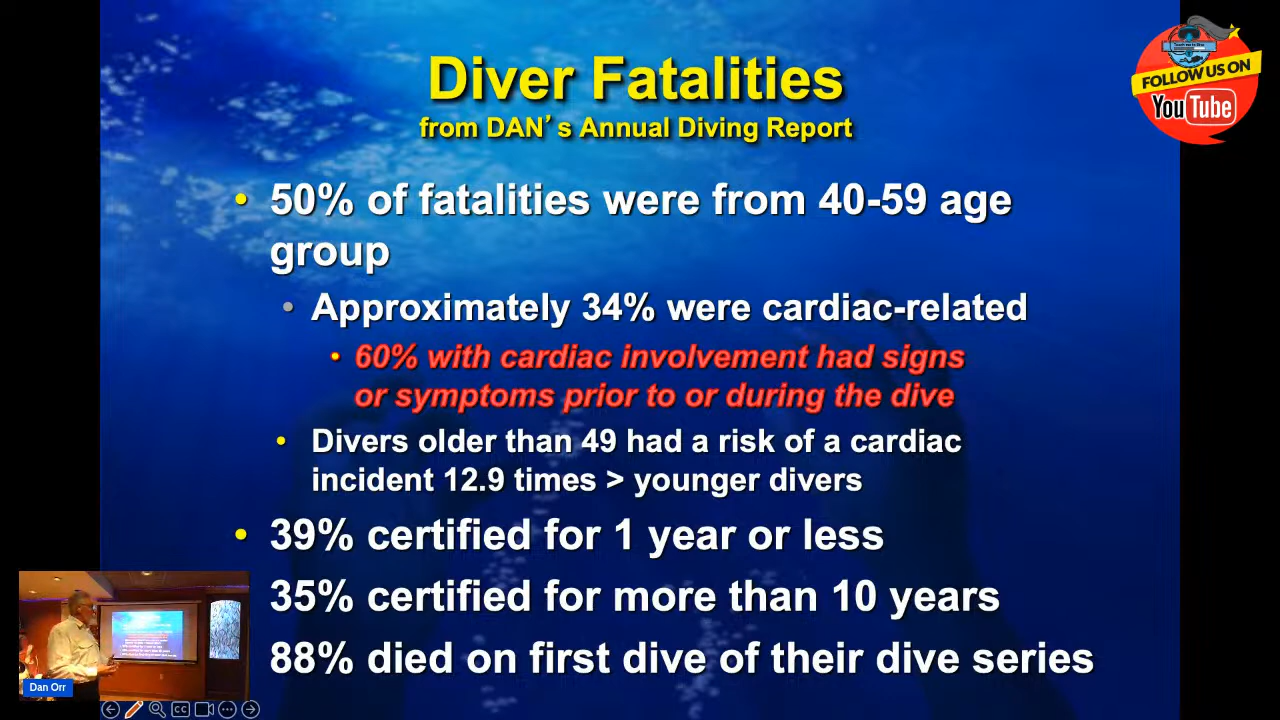 Diver Fatalities
from DAN's Annual Diving Report
FOLLOW US ON
YouTube
• 50% of fatalities were from 40-59 age
group
• Approximately 34% were cardiac-related
• 60% with cardiac involvement had signs
or symptoms prior to or during the dive
• Divers older than 49 had a risk of a cardiac
incident 12.9 times > younger divers
• 39% certified for 1 year or less
35% certified for more than 10 years
88% died on first dive of their dive series
Dan Orr
CC